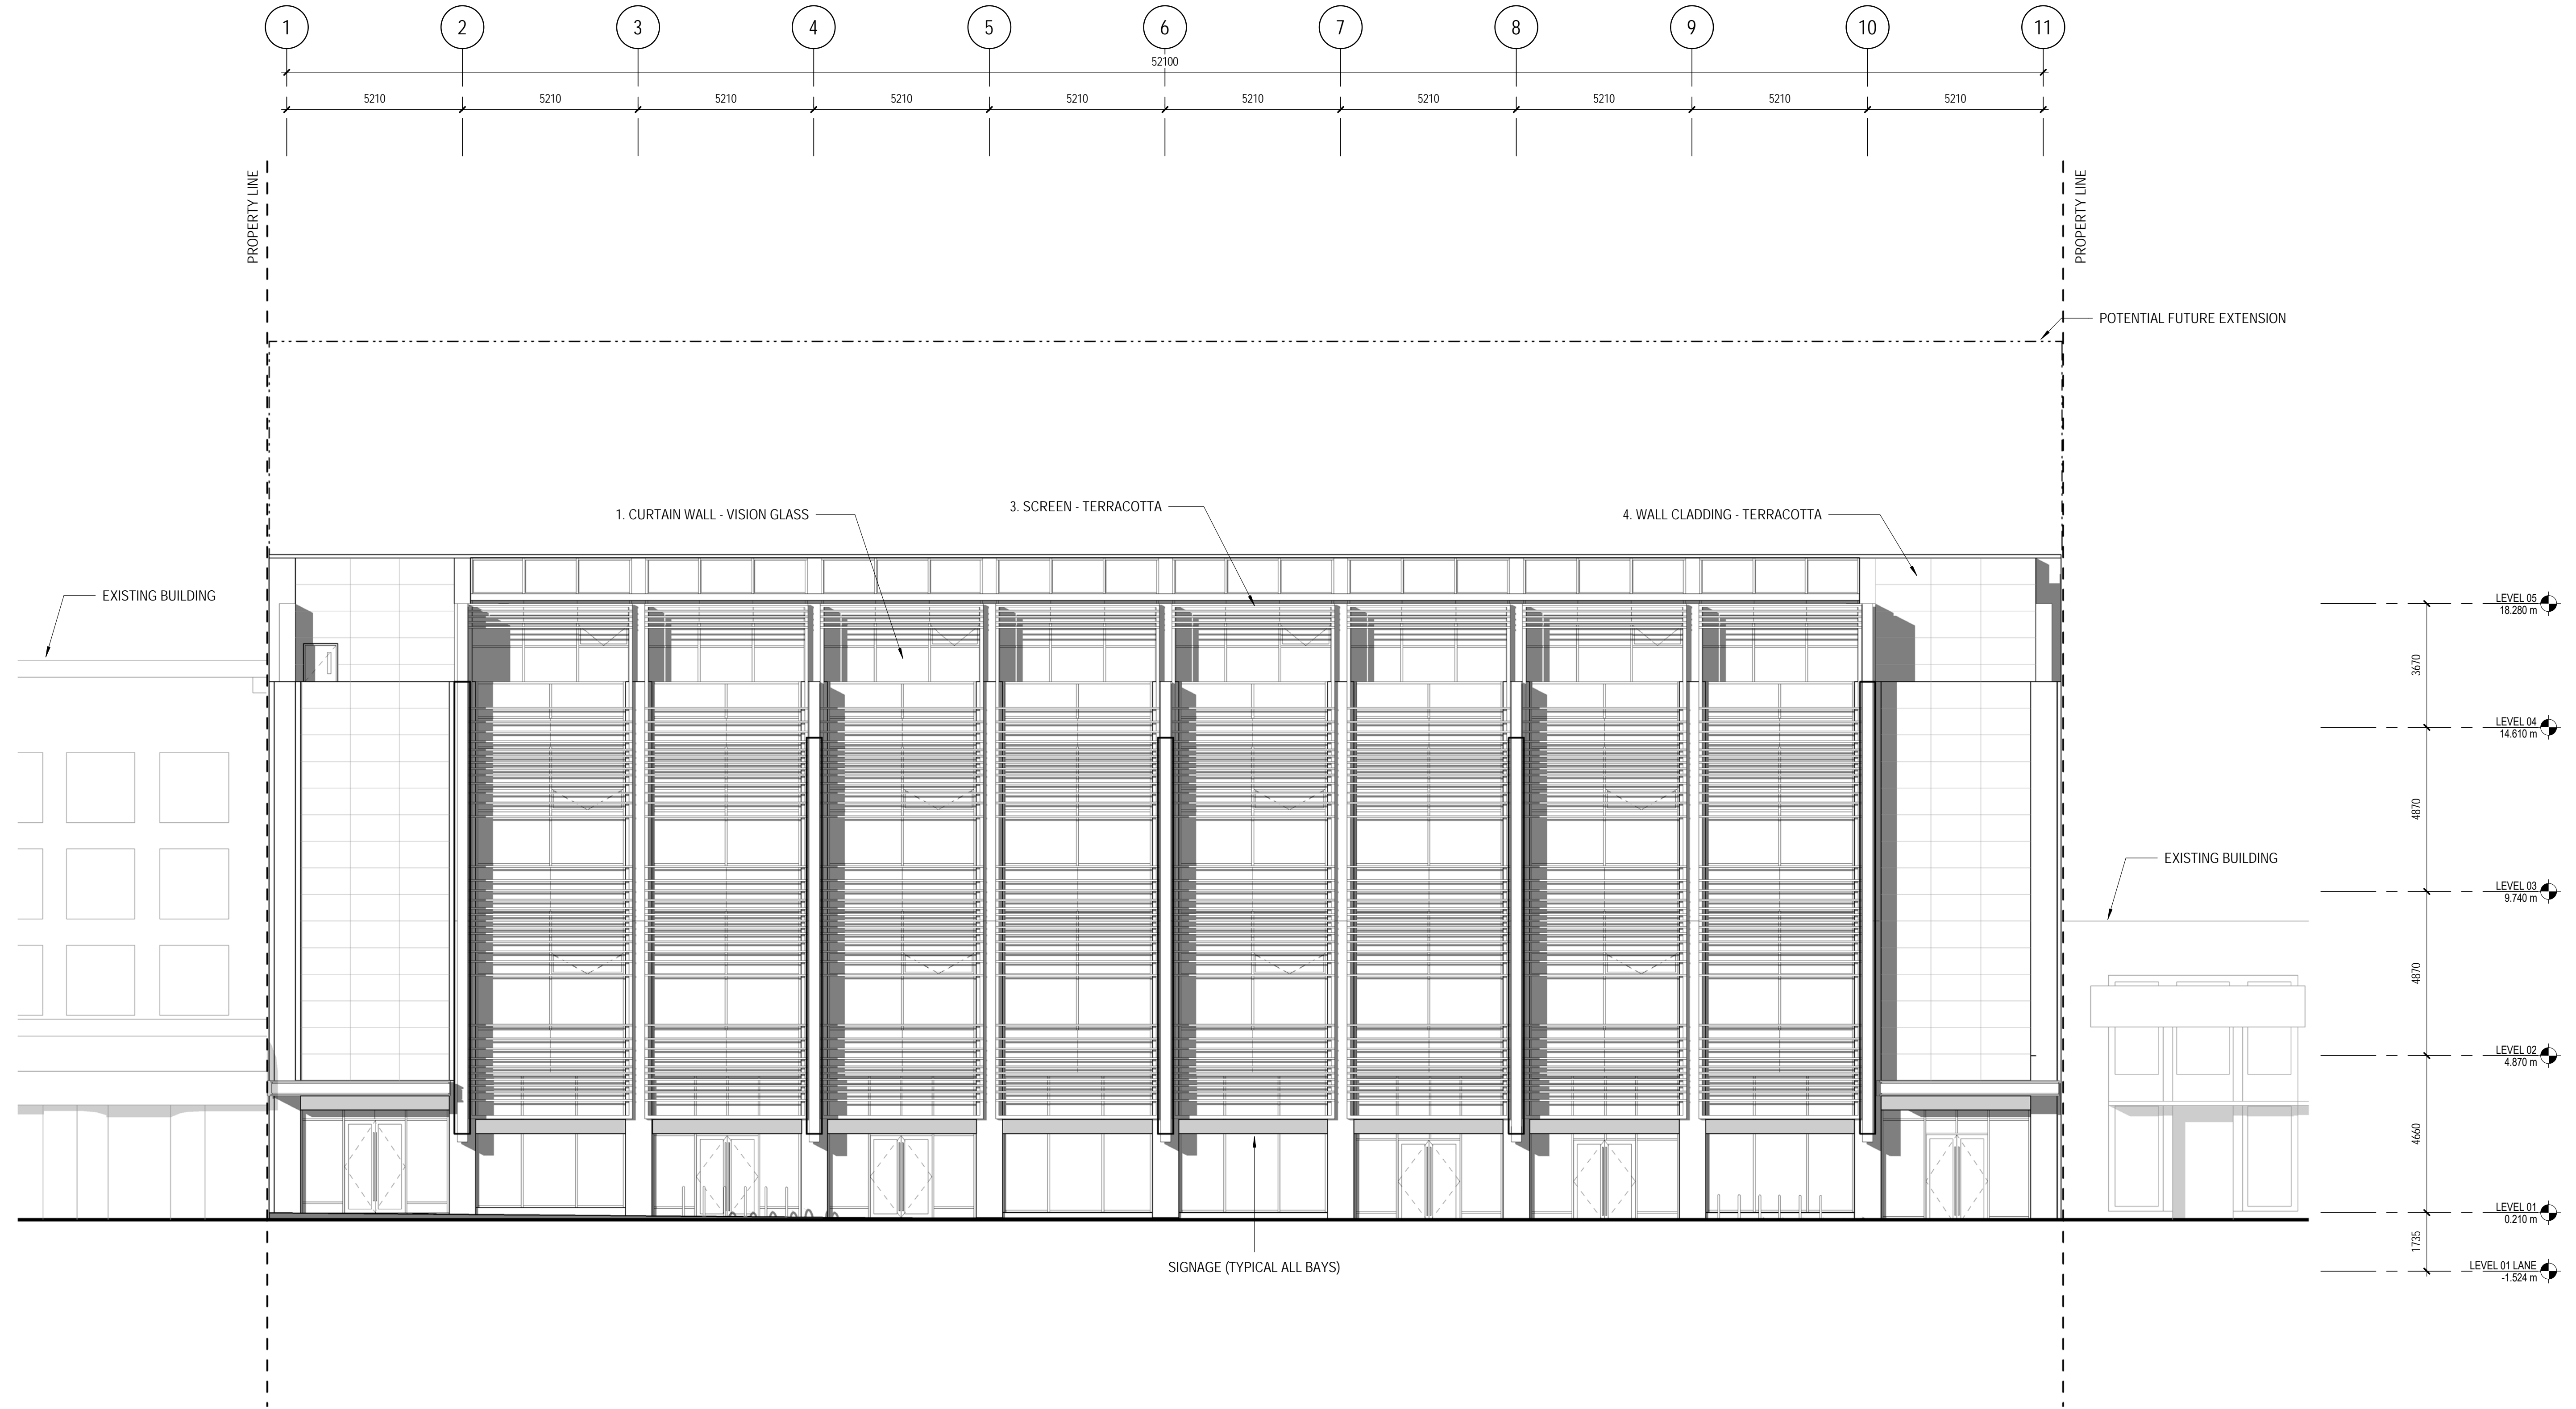 1 2 3 4 5 6 7 8 9 10 11
52100
5210 5210 5210 5210 5210 5210 5210 5210 5210 5210
PROPERTY LINE
PROPERTY LINE
POTENTIAL FUTURE EXTENSION
3. SCREEN - TERRACOTTA
1. CURTAIN WALL - VISION GLASS
4. WALL CLADDING - TERRACOTTA
EXISTING BUILDING
LEVEL 05
18.280 m
3670
LEVEL 04
14.610 m
4870
EXISTING BUILDING
LEVEL 03
9.740 m
4870
LEVEL 02
4.870 m
4660
LEVEL 01
0.210 m
1735
SIGNAGE (TYPICAL ALL BAYS)
LEVEL 01 LANE
-1.524 m